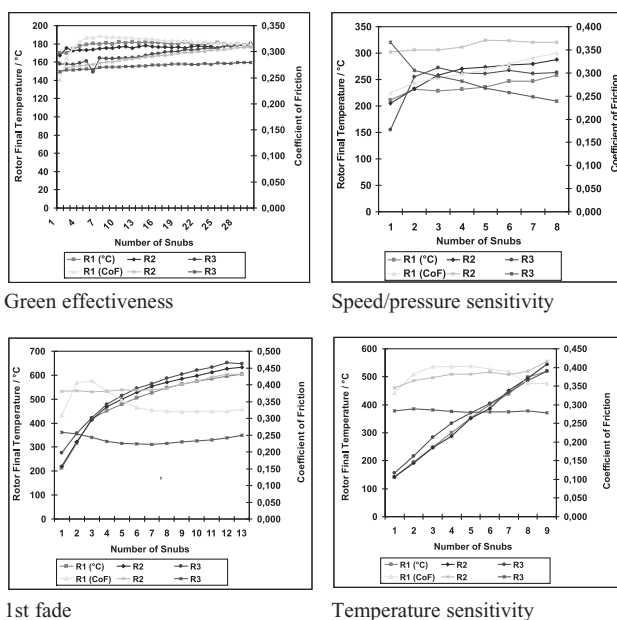 Rotor Final Temperature / °C
200
180
160
140
120
100
80
60
40
20
0
0,350
0,300
0,250
0,200
0,150
0,100
0,050
0,000
Coefficient of Friction
1 4 7 10 13 16 19 22 25 28
Number of Snubs
R1 (°C) R2 R3
R1 (CoF) R2 R3
Green effectiveness
Rotor Final Temperature / °C
350
300
250
200
150
100
50
0
0,400
0,350
0,300
0,250
0,200
0,150
0,100
0,050
0,000
Coefficient of Friction
1 2 3 4 5 6 7 8
Number of Snubs
R1 (°C) R2 R3
R1 (CoF) R2 R3
Speed/pressure sensitivity
Rotor Final Temperature / °C
700
600
500
400
300
200
100
0
0,500
0,450
0,400
0,350
0,300
0,250
0,200
0,150
0,100
0,050
0,000
Coefficient of Friction
1 2 3 4 5 6 7 8 9 10 11 12 13
Number of Snubs
R1 (°C) R2 R3
R1 (CoF) R2 R3
1st fade
Rotor Final Temperature / °C
600
500
400
300
200
100
0
0,450
0,400
0,350
0,300
0,250
0,200
0,150
0,100
0,050
0,000
Coefficient of Friction
1 2 3 4 5 6 7 8 9
Number of Snubs
R1 (°C) R2 R3
R1 (CoF) R2 R3
Temperature sensitivity